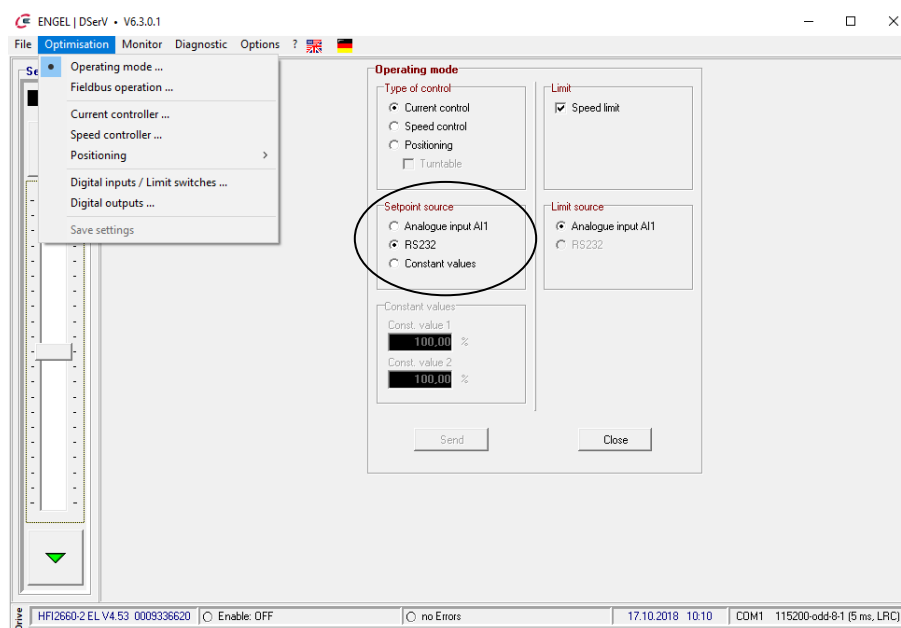 ENGEL | DSerV • V6.3.0.1
File Optimisation Monitor Diagnostic Options ?
Se
Operating mode ...
Fieldbus operation ...
Current controller ...
Speed controller ...
Positioning
Digital inputs / Limit switches ...
Digital outputs ...
Save settings
Operating mode
Type of control
Current control
Speed control
Positioning
Turntable
Limit
Speed limit
Setpoint source
Analogue input AI1
RS232
Constant values
Limit source
Analogue input AI1
RS232
Constant values
Const. value 1
100,00 %
Const. value 2
100,00 %
Send
Close
Drive
HFI2660-2 EL V4.53 0009336620 Enable: OFF no Errors 17.10.2018 10:10 COM1 115200-odd-8-1 (5 ms, LRC)